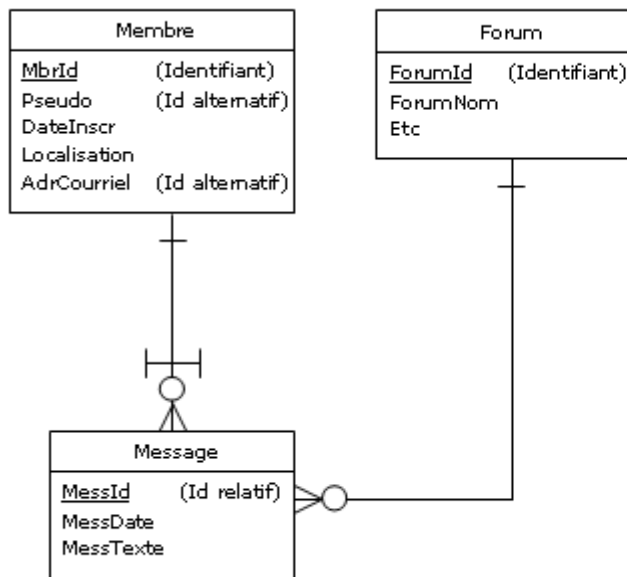 Membre
MbrId (Identifiant)
Pseudo (Id alternatif)
DateInscr
Localisation
AdrCourriel (Id alternatif)
Forum
ForumId (Identifiant)
ForumNom
Etc
Message
MessId (Id relatif)
MessDate
MessTexte